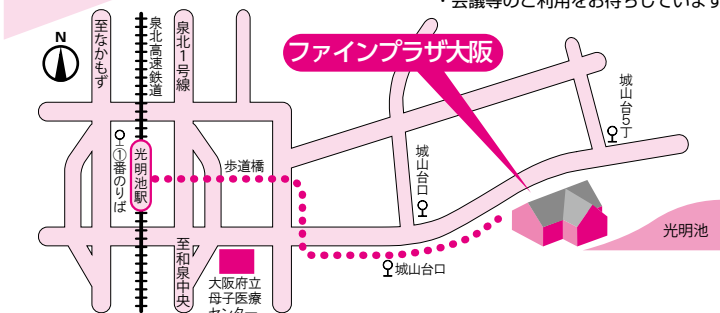 ・会議等のご利用をお待ちしています
N
至なかもず
泉北高速鉄道
泉北1号線
ファインプラザ大阪
城山台5丁
①番のりば
光明池駅
歩道橋
城山台口
光明池
至和泉中央
城山台口
大阪府立
母子医療
センター